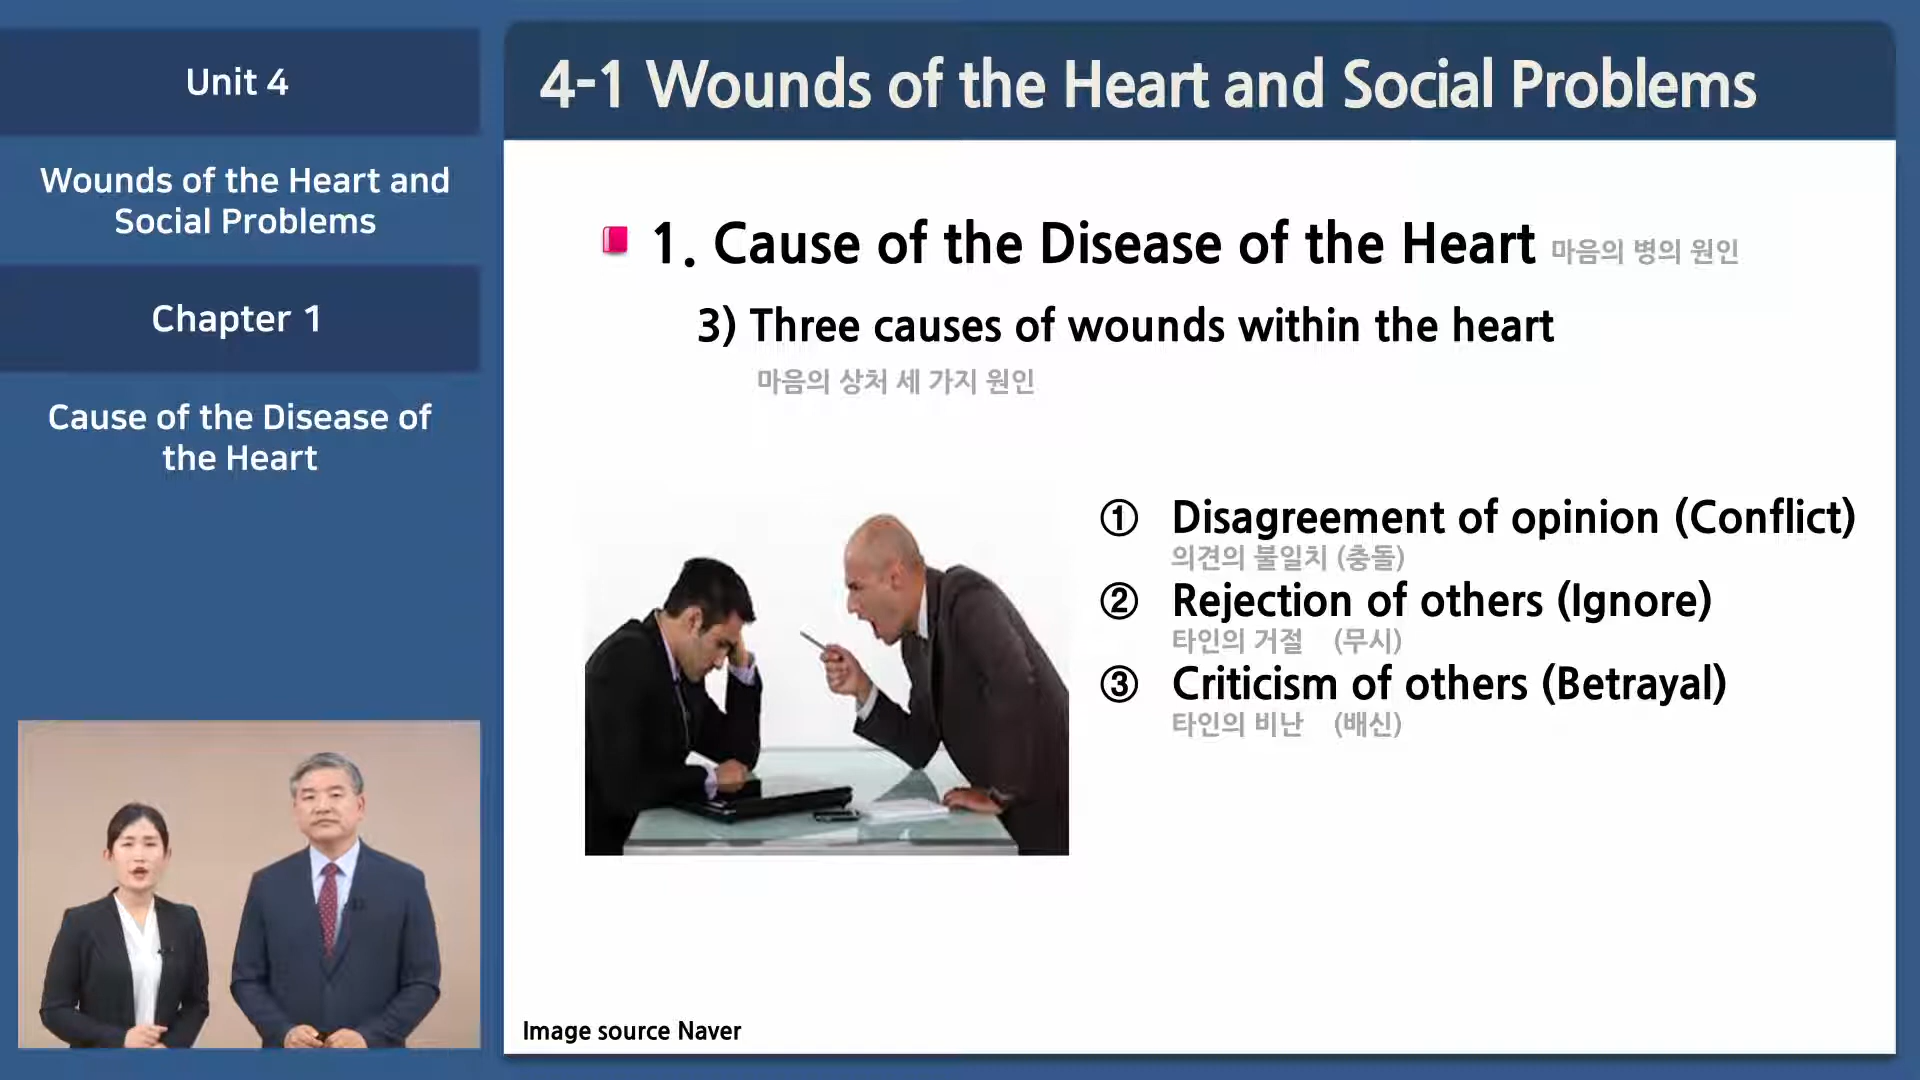 Unit 4
Wounds of the Heart and
Social Problems
Chapter 1
Cause of the Disease of
the Heart
4-1 Wounds of the Heart and Social Problems
1. Cause of the Disease of the Heart 마음의 병의 원인
3) Three causes of wounds within the heart
마음의 상처 세 가지 원인
① Disagreement of opinion (Conflict)
의견의 불일치 (충돌)
② Rejection of others (Ignore)
타인의 거절 (무시)
③ Criticism of others (Betrayal)
타인의 비난 (배신)
Image source Naver